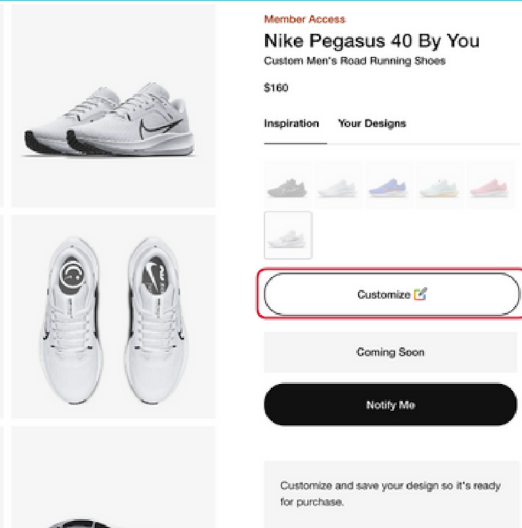 Member Access
Nike Pegasus 40 By You
Custom Men's Road Running Shoes
$160
Inspiration Your Designs
Customize
Coming Soon
Notify Me
Customize and save your design so it's ready
for purchase.